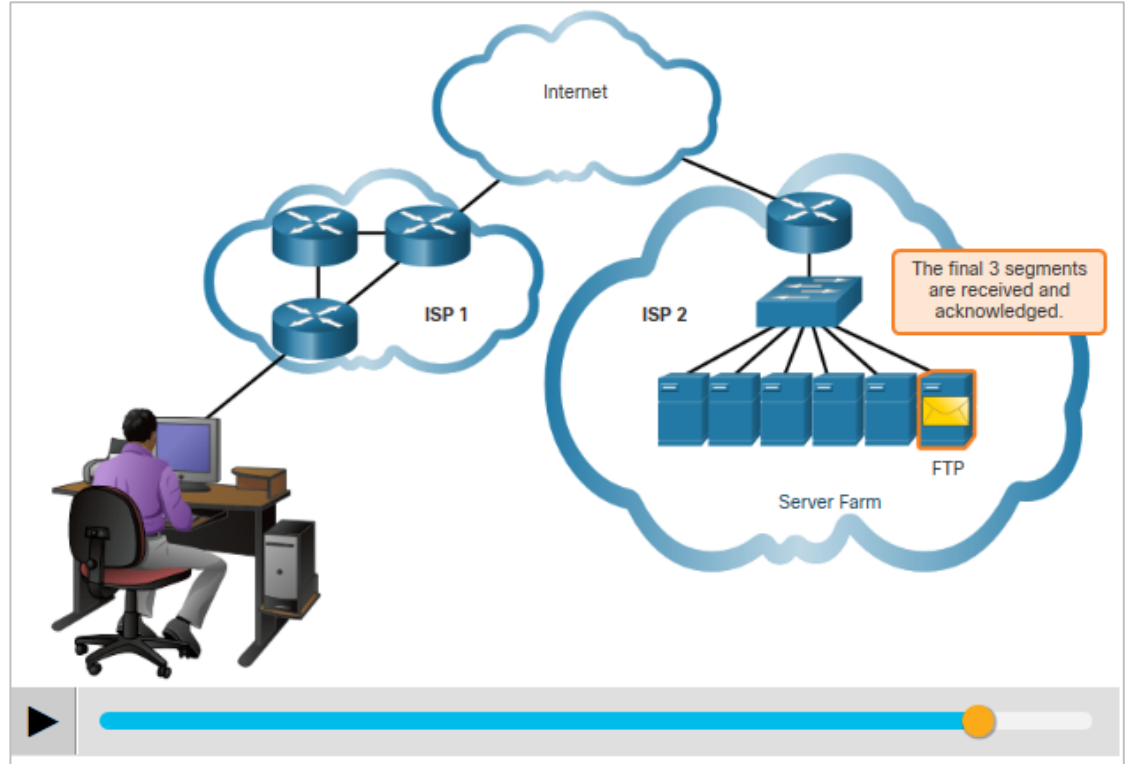 Internet
ISP 1
ISP 2
The final 3 segments
are received and
acknowledged.
FTP
Server Farm